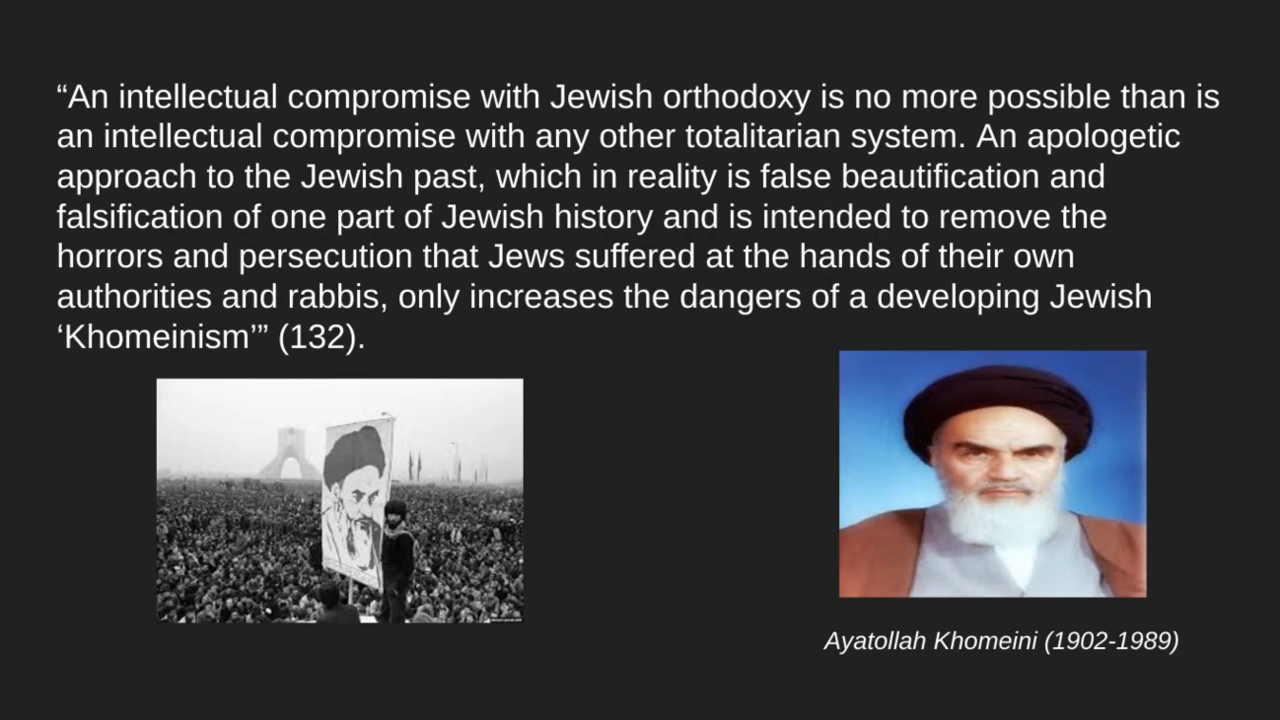 “An intellectual compromise with Jewish orthodoxy is no more possible than is
an intellectual compromise with any other totalitarian system. An apologetic
approach to the Jewish past, which in reality is false beautification and
falsification of one part of Jewish history and is intended to remove the
horrors and persecution that Jews suffered at the hands of their own
authorities and rabbis, only increases the dangers of a developing Jewish
‘Khomeinism’” (132).
Ayatollah Khomeini (1902-1989)